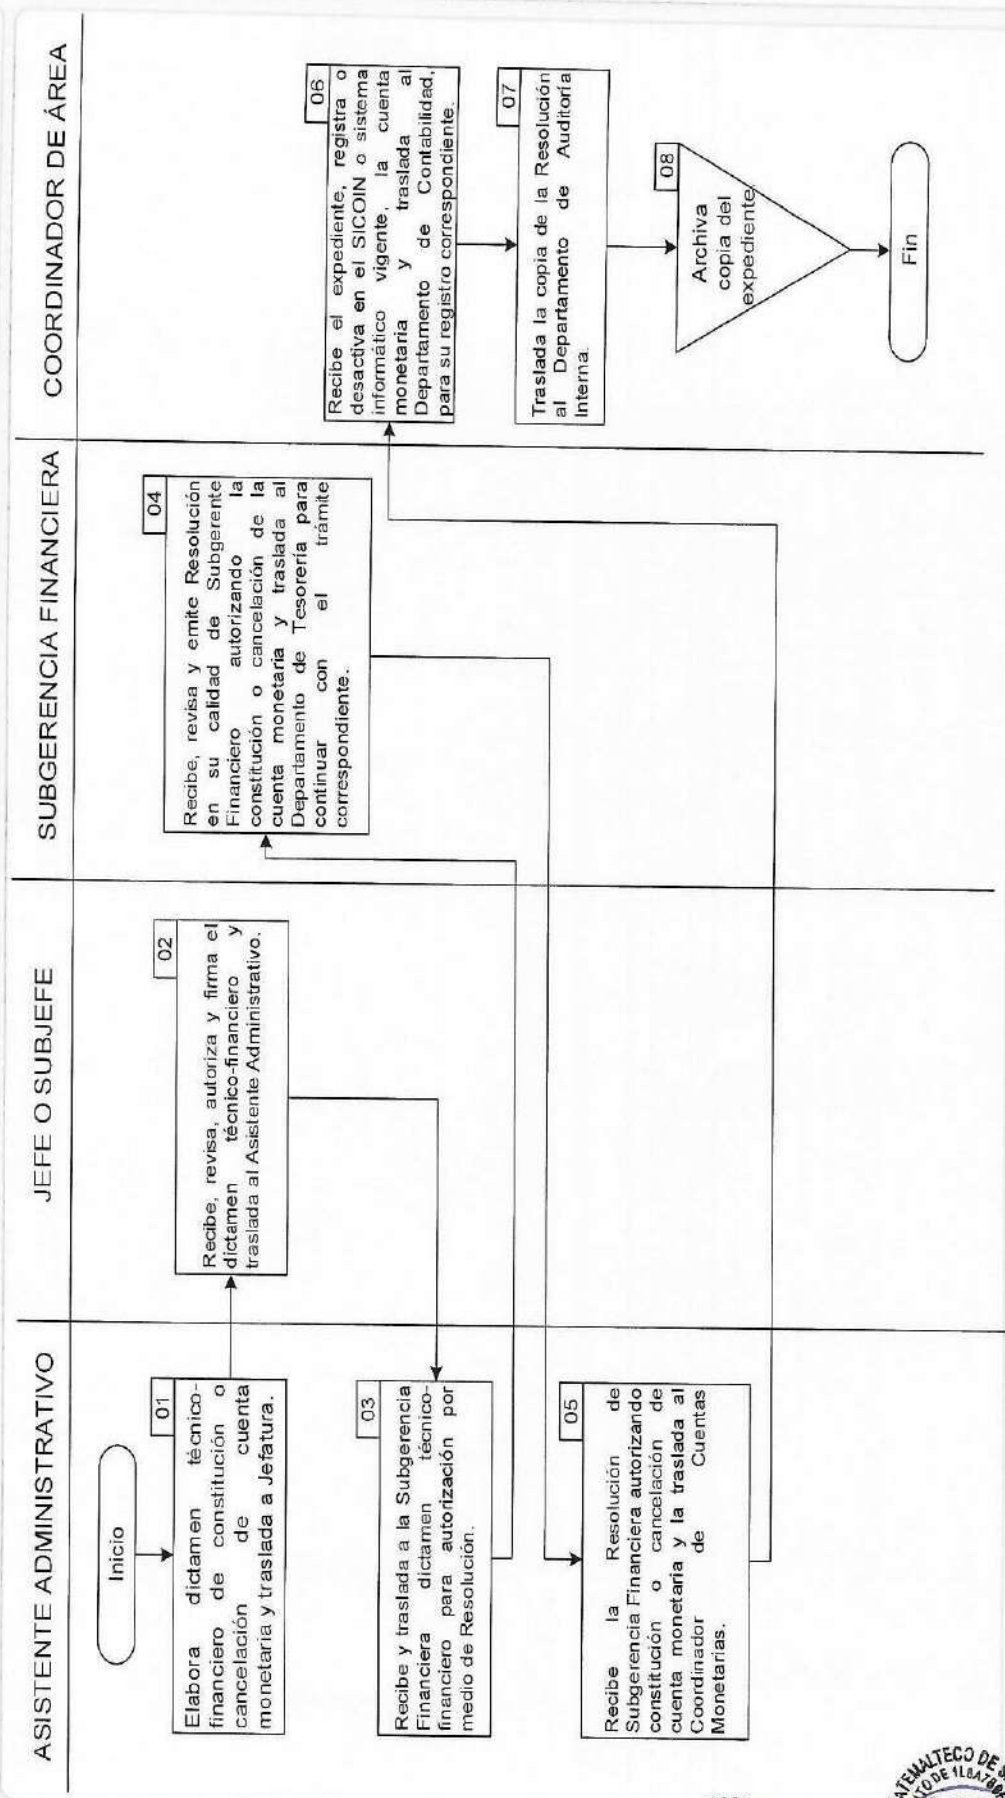 ASISTENTE ADMINISTRATIVO
JEFE O SUBJEFE
SUBGERENCIA FINANCIERA
COORDINADOR DE ÁREA
Inicio
01
Elabora dictamen técnico-
financiero de constitución o
cancelación de cuenta
monetaria y traslada a Jefatura.
02
Recibe, revisa, autoriza y firma el
dictamen técnico-financiero y
traslada al Asistente Administrativo.
03
Recibe y traslada a la Subgerencia
Financiera dictamen técnico-
financiero para autorización por
medio de Resolución.
04
Recibe, revisa y emite Resolución
en su calidad de Subgerente
Financiero autorizando la
constitución o cancelación de la
cuenta monetaria y traslada al
Departamento de Tesorería para
continuar con el trámite
correspondiente.
05
Recibe la Resolución de
Subgerencia Financiera autorizando
constitución o cancelación de
cuenta monetaria y la traslada al
Coordinador de Cuentas
Monetarias.
06
Recibe el expediente, registra o
desactiva en el SICOIN o sistema
informático vigente, la cuenta
monetaria y traslada al
Departamento de Contabilidad,
para su registro correspondiente.
07
Traslada la copia de la Resolución
al Departamento de Auditoría
Interna.
08
Archiva
copia del
expediente.
Fin